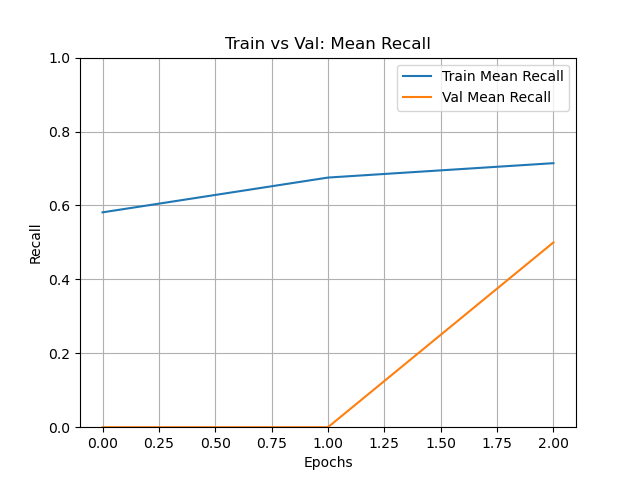 Train vs Val: Mean Recall
Train Mean Recall
Val Mean Recall
1.0
0.8
0.6
0.4
0.2
0.0
Recall
0.00 0.25 0.50 0.75 1.00 1.25 1.50 1.75 2.00
Epochs